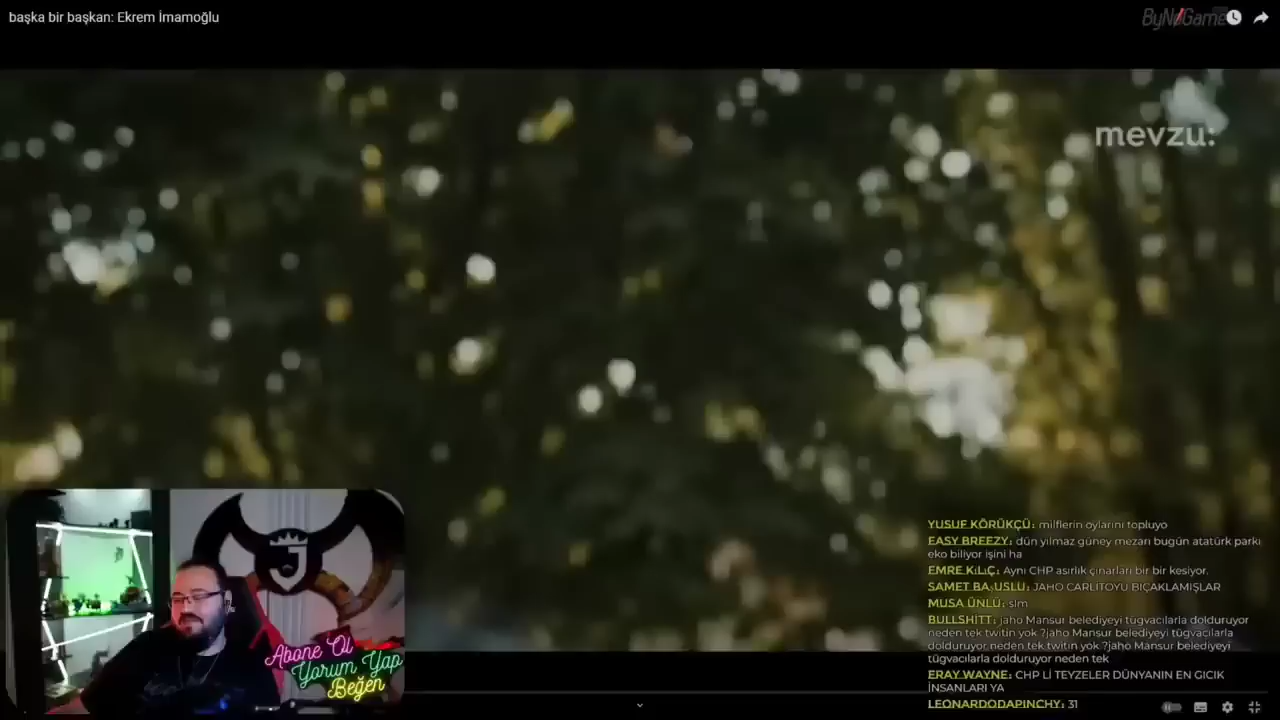 başka bir başkan: Ekrem İmamoğlu
ByNoGame
mevzu:
YUSUF KÖRÜKÇÜ: milflerin oylarını topluyo
EASY BREEZY: dün yılmaz güney mezarı bugün atatürk parkı
eko biliyor işini ha
EMRE KILIÇ: Aynı CHP asırlık çınarları bir bir kesiyor.
SAMET BAŞUSLU: JAHO CARLITOYU BIÇAKLAMIŞLAR
MUSA ÜNLÜ: slm
BULLSHITT: jaho Mansur belediyeyi tügvacılarla dolduruyor
neden tek twitin yok ?jaho Mansur belediyeyi tügvacılarla
dolduruyor neden tek twitin yok ?jaho Mansur belediyeyi
tügvacılarla dolduruyor neden tek
ERAY WAYNE: CHP Lİ TEYZELER DÜNYANIN EN GICIK
İNSANLARI YA
LEONARDODAPINCHY: 31
Abone Ol
Yorum Yap
Beğen